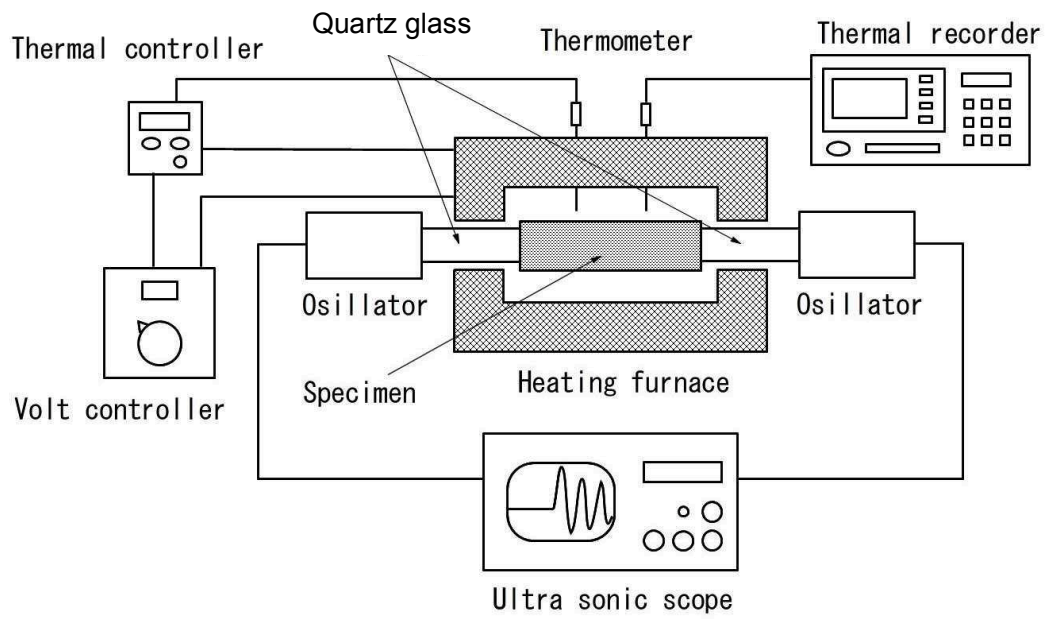 Quartz glass
Thermal controller
Thermometer
Thermal recorder
Osillator
Osillator
Specimen
Heating furnace
Volt controller
Ultra sonic scope